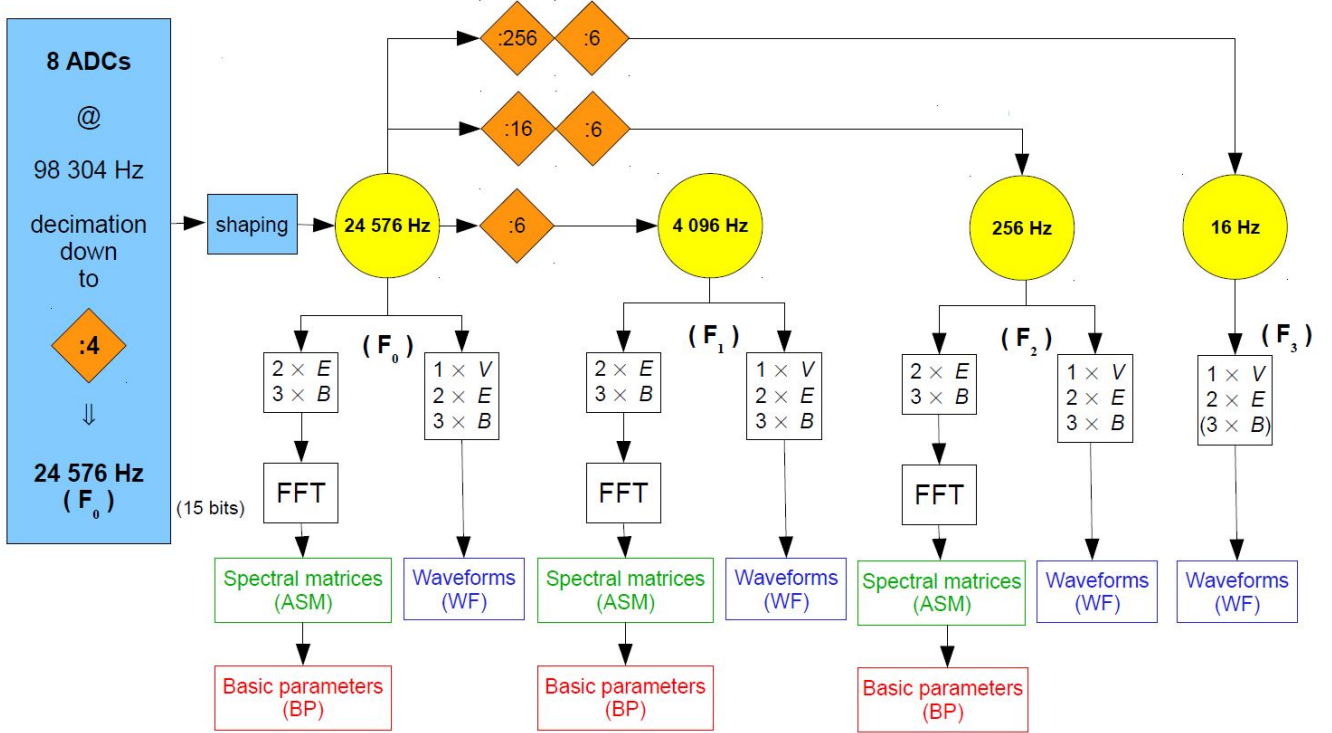 8 ADCs
@
98 304 Hz
decimation
down
to
:4
⇓
24 576 Hz
( F₀ )
(15 bits)
shaping
:256
:6
:16
:6
24 576 Hz
:6
4 096 Hz
256 Hz
16 Hz
( F₀ )
( F₁ )
( F₂ )
( F₃ )
2 × E
3 × B
1 × V
2 × E
3 × B
2 × E
3 × B
1 × V
2 × E
3 × B
2 × E
3 × B
1 × V
2 × E
3 × B
1 × V
2 × E
(3 × B)
FFT
FFT
FFT
Spectral matrices
(ASM)
Waveforms
(WF)
Spectral matrices
(ASM)
Waveforms
(WF)
Spectral matrices
(ASM)
Waveforms
(WF)
Waveforms
(WF)
Basic parameters
(BP)
Basic parameters
(BP)
Basic parameters
(BP)